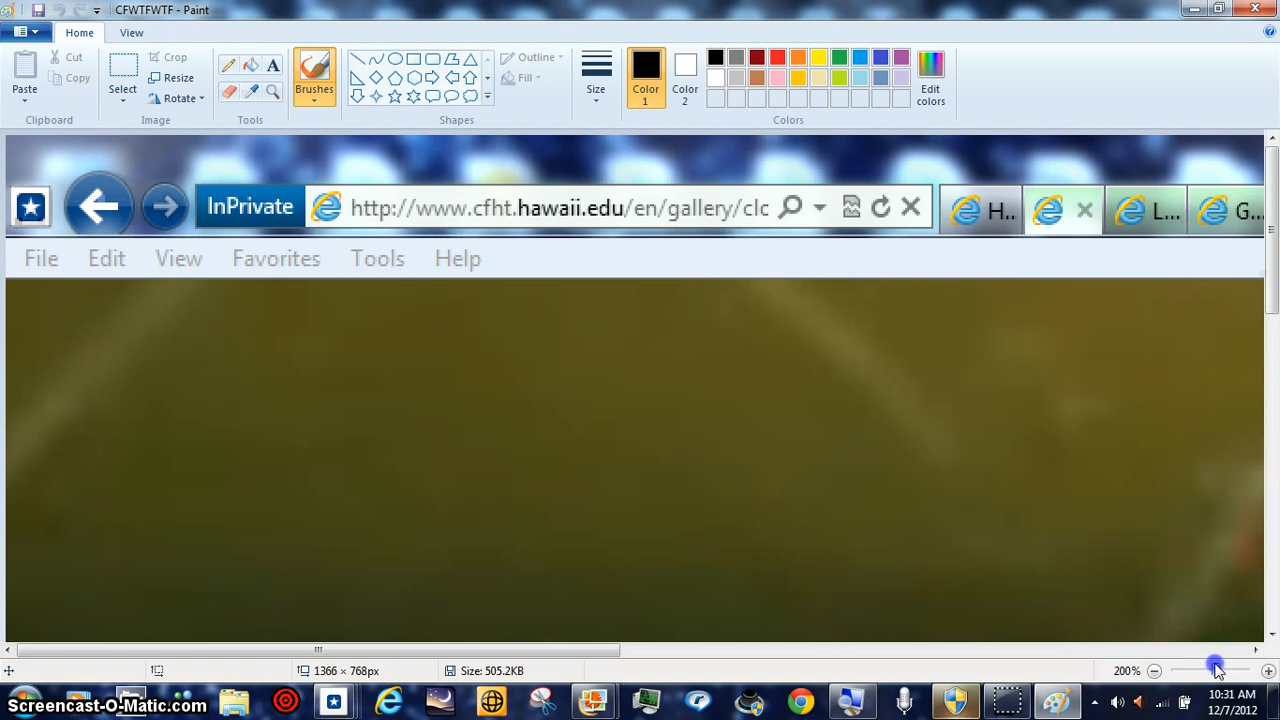 CFWTFWTF - Paint
Home View
Paste
Cut
Copy
Clipboard
Select
Crop
Resize
Rotate
Image
Tools
Brushes
Outline
Fill
Shapes
Size
Color
1
Color
2
Edit
colors
Colors
InPrivate http://www.cfht.hawaii.edu/en/gallery/clc H... L... G...
File Edit View Favorites Tools Help
1366 × 768px Size: 505.2KB 200%
10:31 AM
12/7/2012
Screencast-O-Matic.com